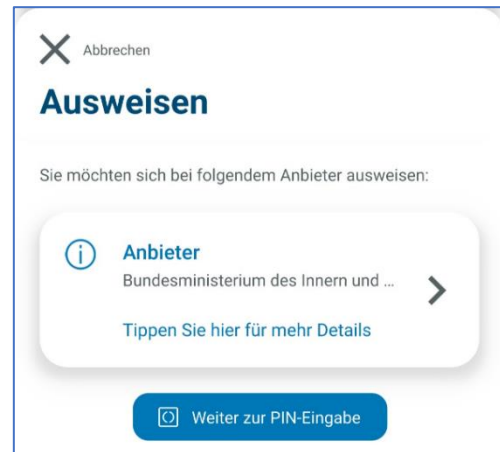 Abbrechen
Ausweisen
Sie möchten sich bei folgendem Anbieter ausweisen:
Anbieter
Bundesministerium des Innern und ...
Tippen Sie hier für mehr Details
Weiter zur PIN-Eingabe